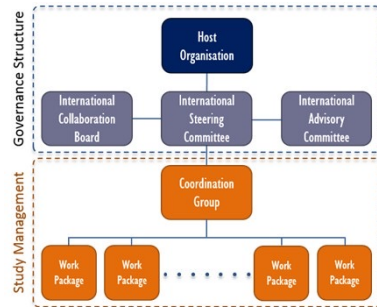 Governance Structure
Host
Organisation
International
Collaboration
Board
International
Steering
Committee
International
Advisory
Committee
Study Management
Coordination
Group
Work
Package
Work
Package
Work
Package
Work
Package